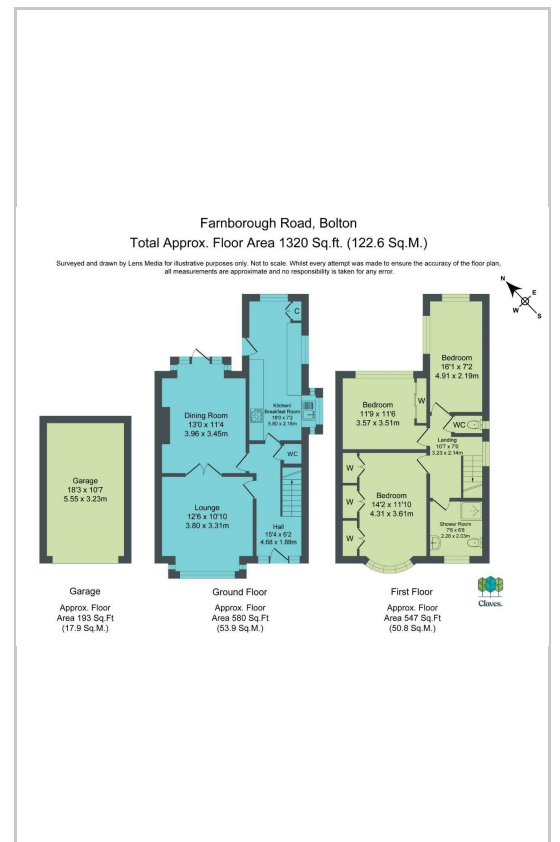 Farnborough Road, Bolton
Total Approx. Floor Area 1320 Sq.ft. (122.6 Sq.M.)
Surveyed and drawn by Lens Media for illustrative purposes only. Not to scale. Whilst every attempt was made to ensure the accuracy of the floor plan,
all measurements are approximate and no responsibility is taken for any error.
N
E
W
S
C
Kitchen/
Breakfast Room
19'0 x 7'2
5.80 x 2.18m
Dining Room
13'0 x 11'4
3.96 x 3.45m
WC
Lounge
12'6 x 10'10
3.80 x 3.31m
Hall
15'4 x 6'2
4.68 x 1.88m
Garage
18'3 x 10'7
5.55 x 3.23m
Bedroom
16'1 x 7'2
4.91 x 2.19m
Bedroom
11'9 x 11'6
3.57 x 3.51m
W
WC
Landing
10'7 x 7'0
3.23 x 2.14m
W
W
W
Bedroom
14'2 x 11'10
4.31 x 3.61m
Shower Room
7'6 x 6'8
2.28 x 2.03m
Garage
Approx. Floor
Area 193 Sq.Ft
(17.9 Sq.M.)
Ground Floor
Approx. Floor
Area 580 Sq.Ft
(53.9 Sq.M.)
First Floor
Approx. Floor
Area 547 Sq.Ft
(50.8 Sq.M.)
Claves.